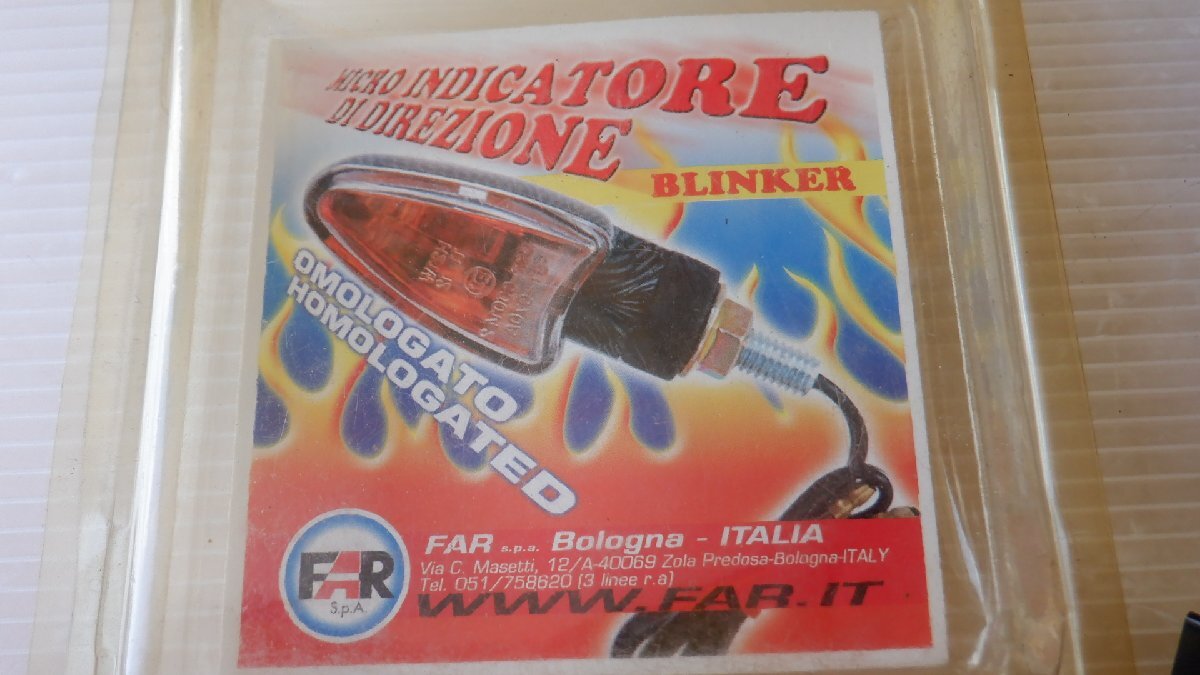 MICRO INDICATORE
DI DIREZIONE
BLINKER
OMOLOGATO
HOMOLOGATED
FAR
S.p.A.
FAR s.p.a. Bologna - ITALIA
Via C. Masetti, 12/A-40069 Zola Predosa-Bologna-ITALY
Tel. 051/758620 (3 linee r.a)
WWW.FAR.IT